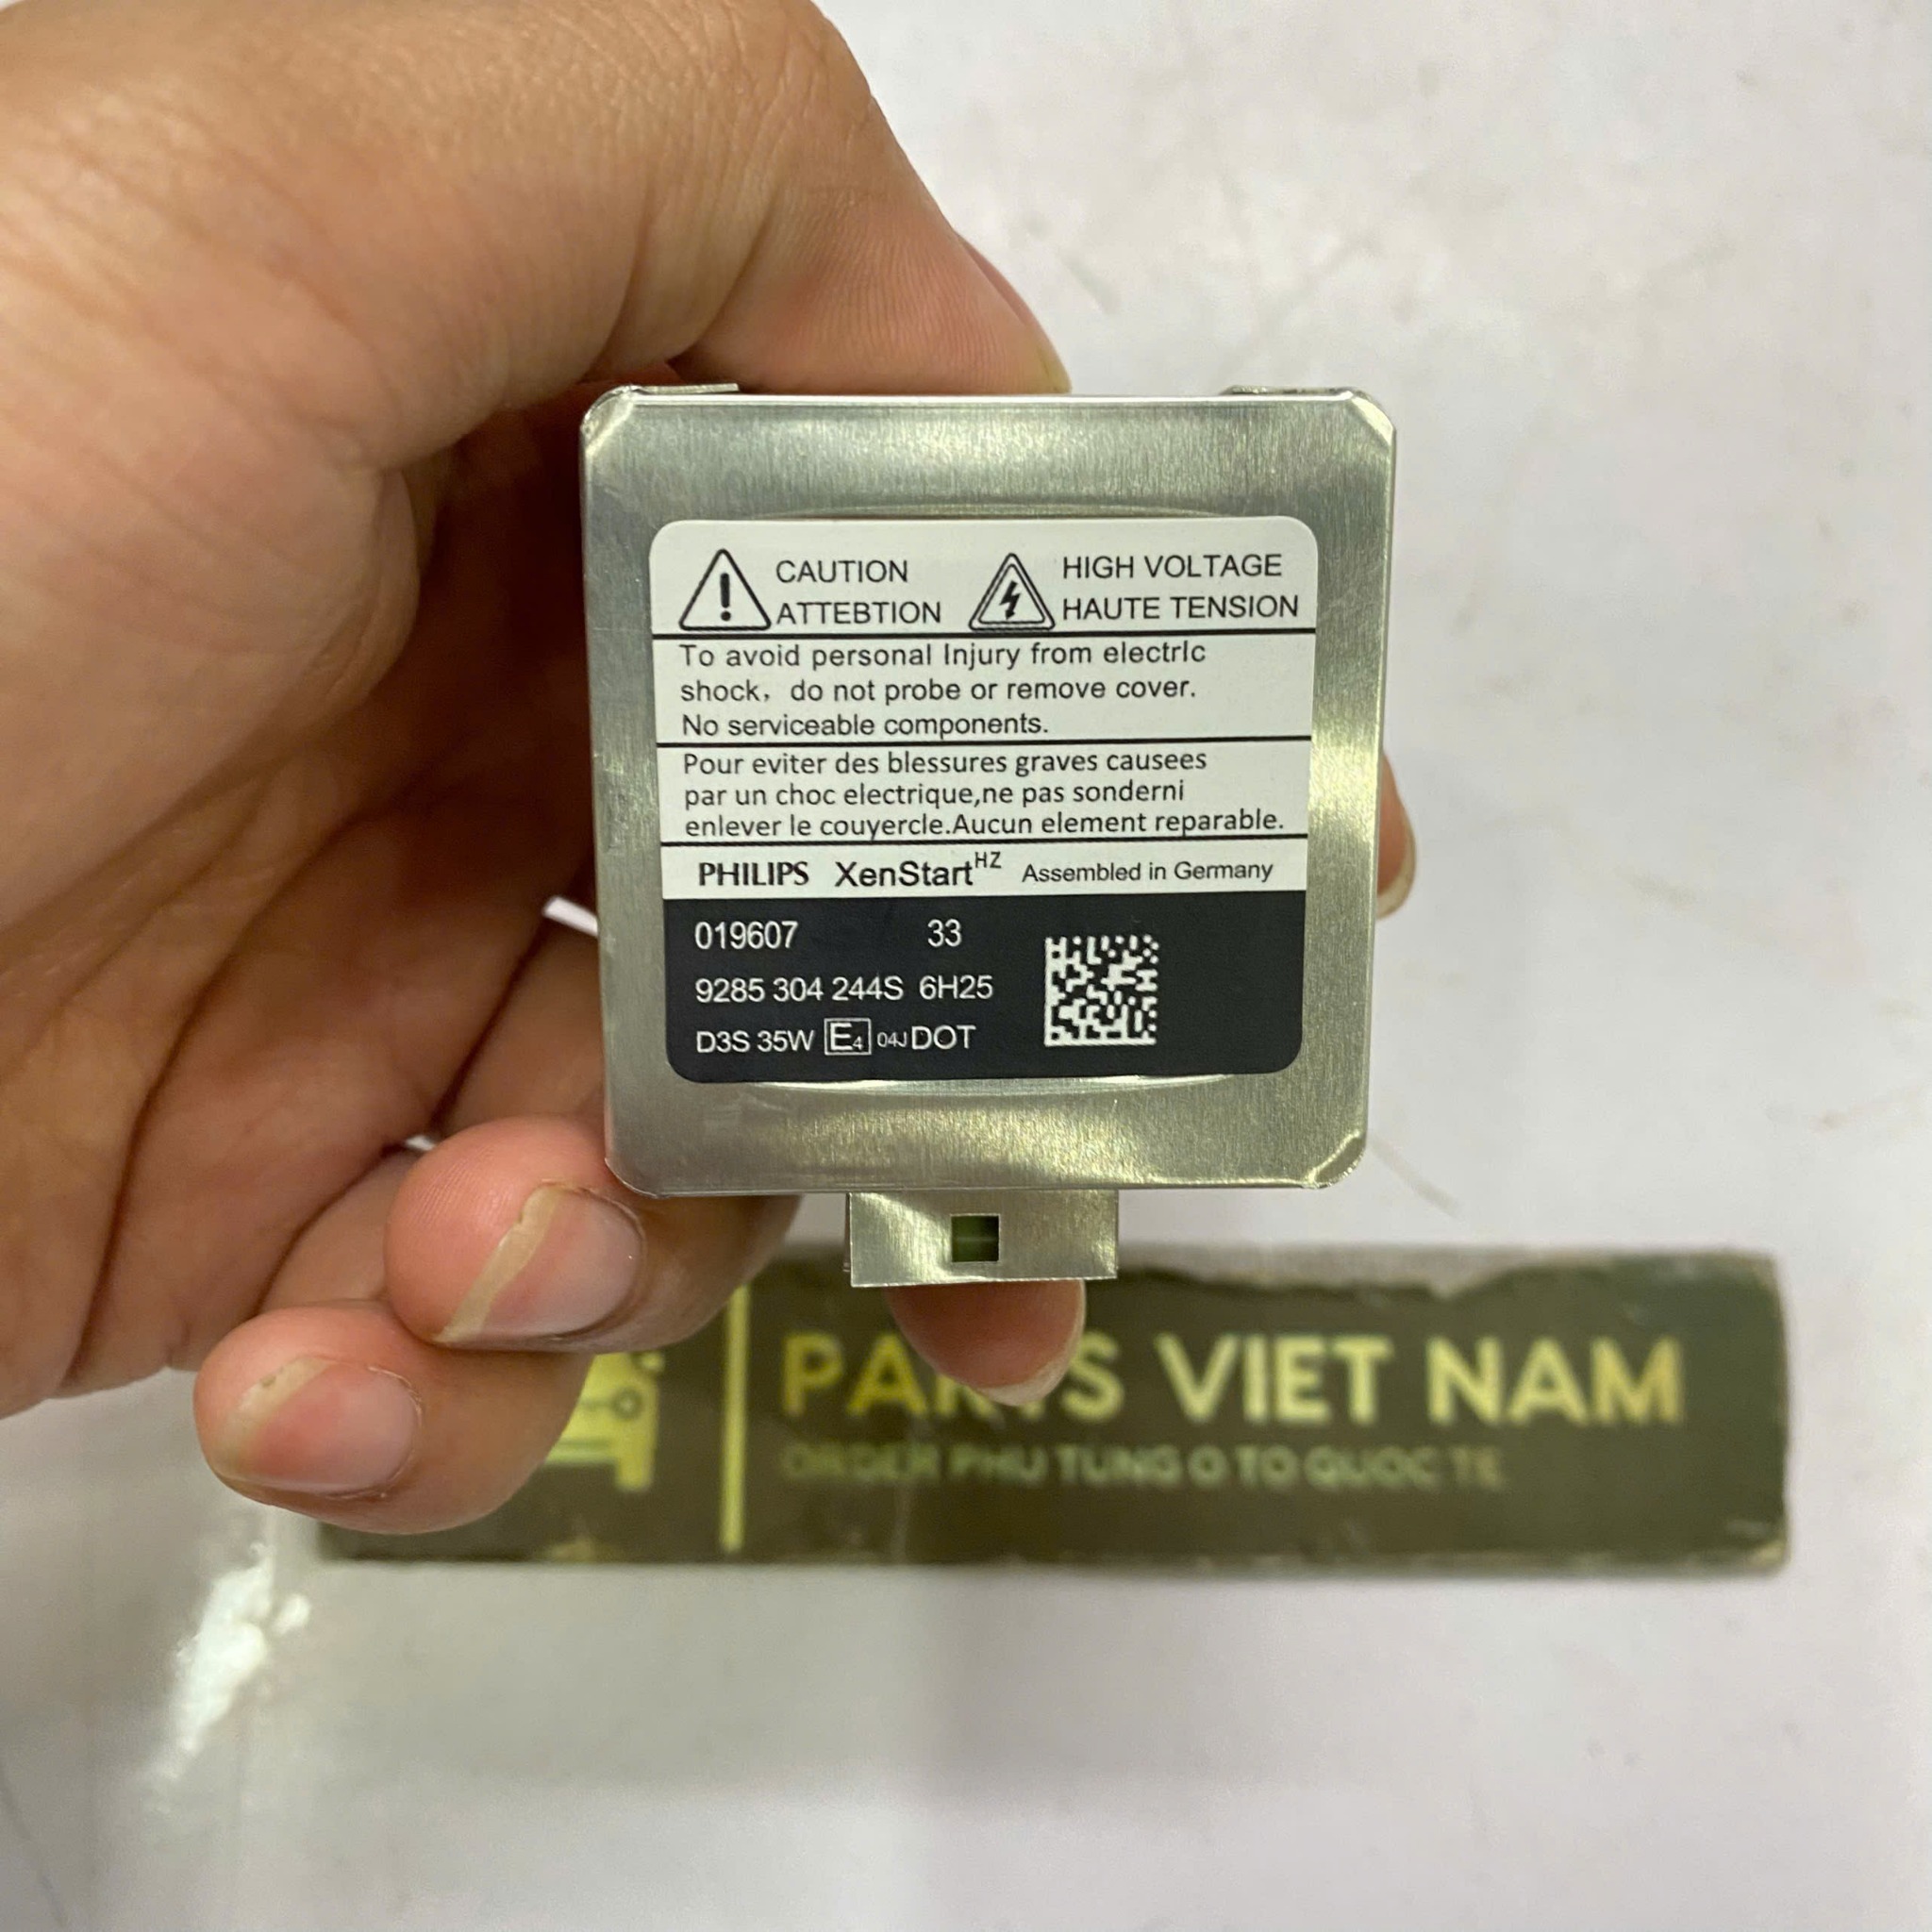 CAUTION
ATTEBTION
HIGH VOLTAGE
HAUTE TENSION
To avoid personal Injury from electrIc
shock, do not probe or remove cover.
No serviceable components.
Pour eviter des blessures graves causees
par un choc electrique,ne pas sonderni
enlever le couyercle.Aucun element reparable.
PHILIPS XenStartHZ Assembled in Germany
019607 33
9285 304 244S 6H25
D3S 35W E4 04J DOT
PARTS VIET NAM
ORDER PHU TUNG O TO QUOC TE